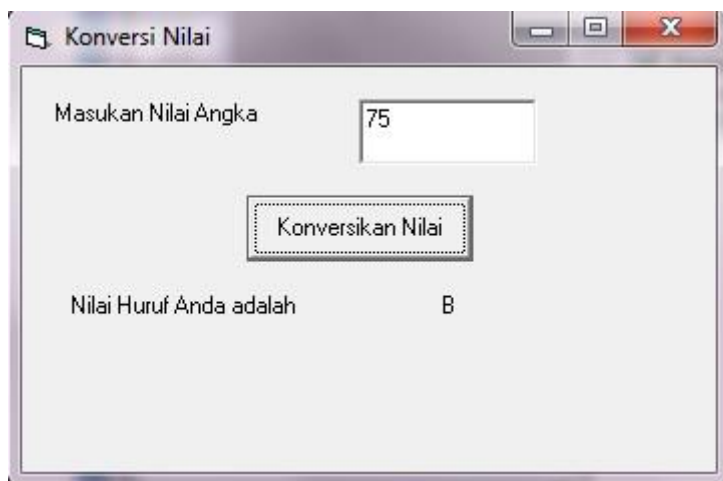 Konversi Nilai
Masukan Nilai Angka 75
Konversikan Nilai
Nilai Huruf Anda adalah B